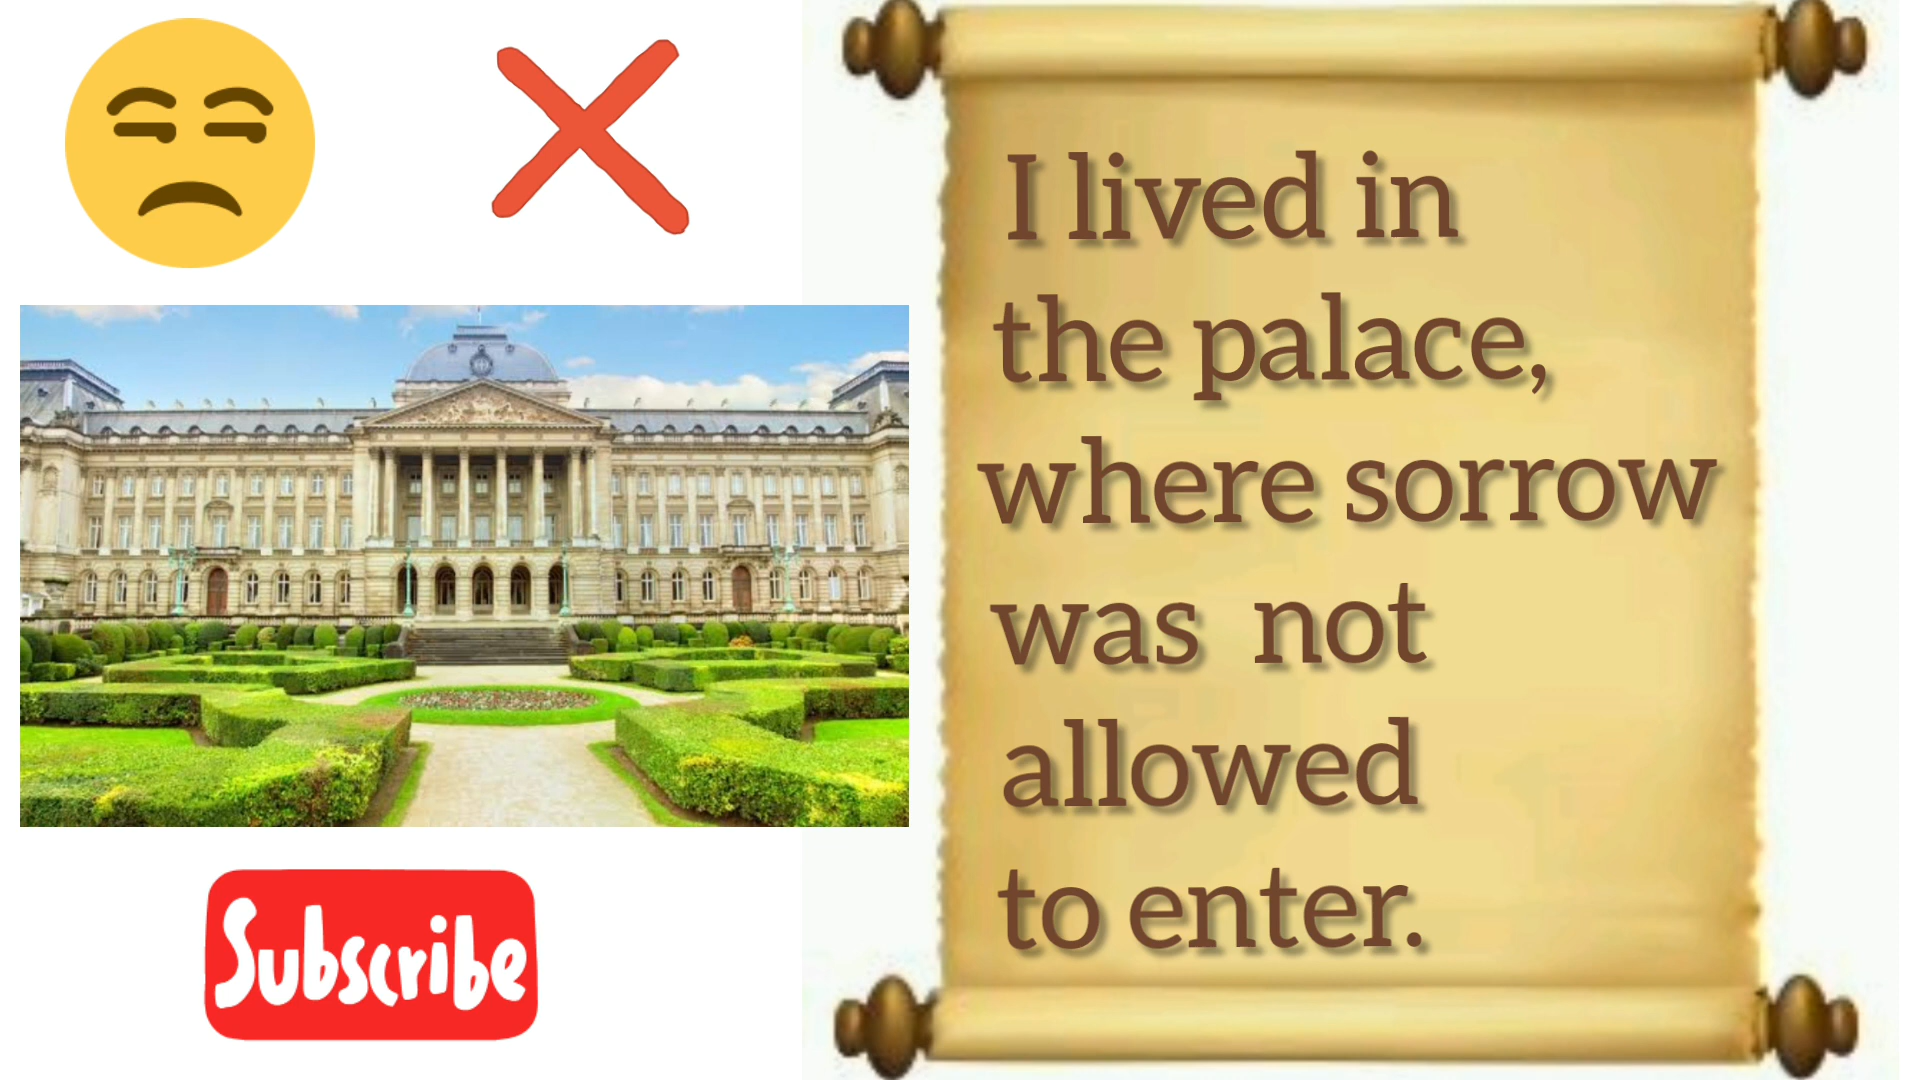 I lived in
the palace,
where sorrow
was not
allowed
to enter.
Subscribe